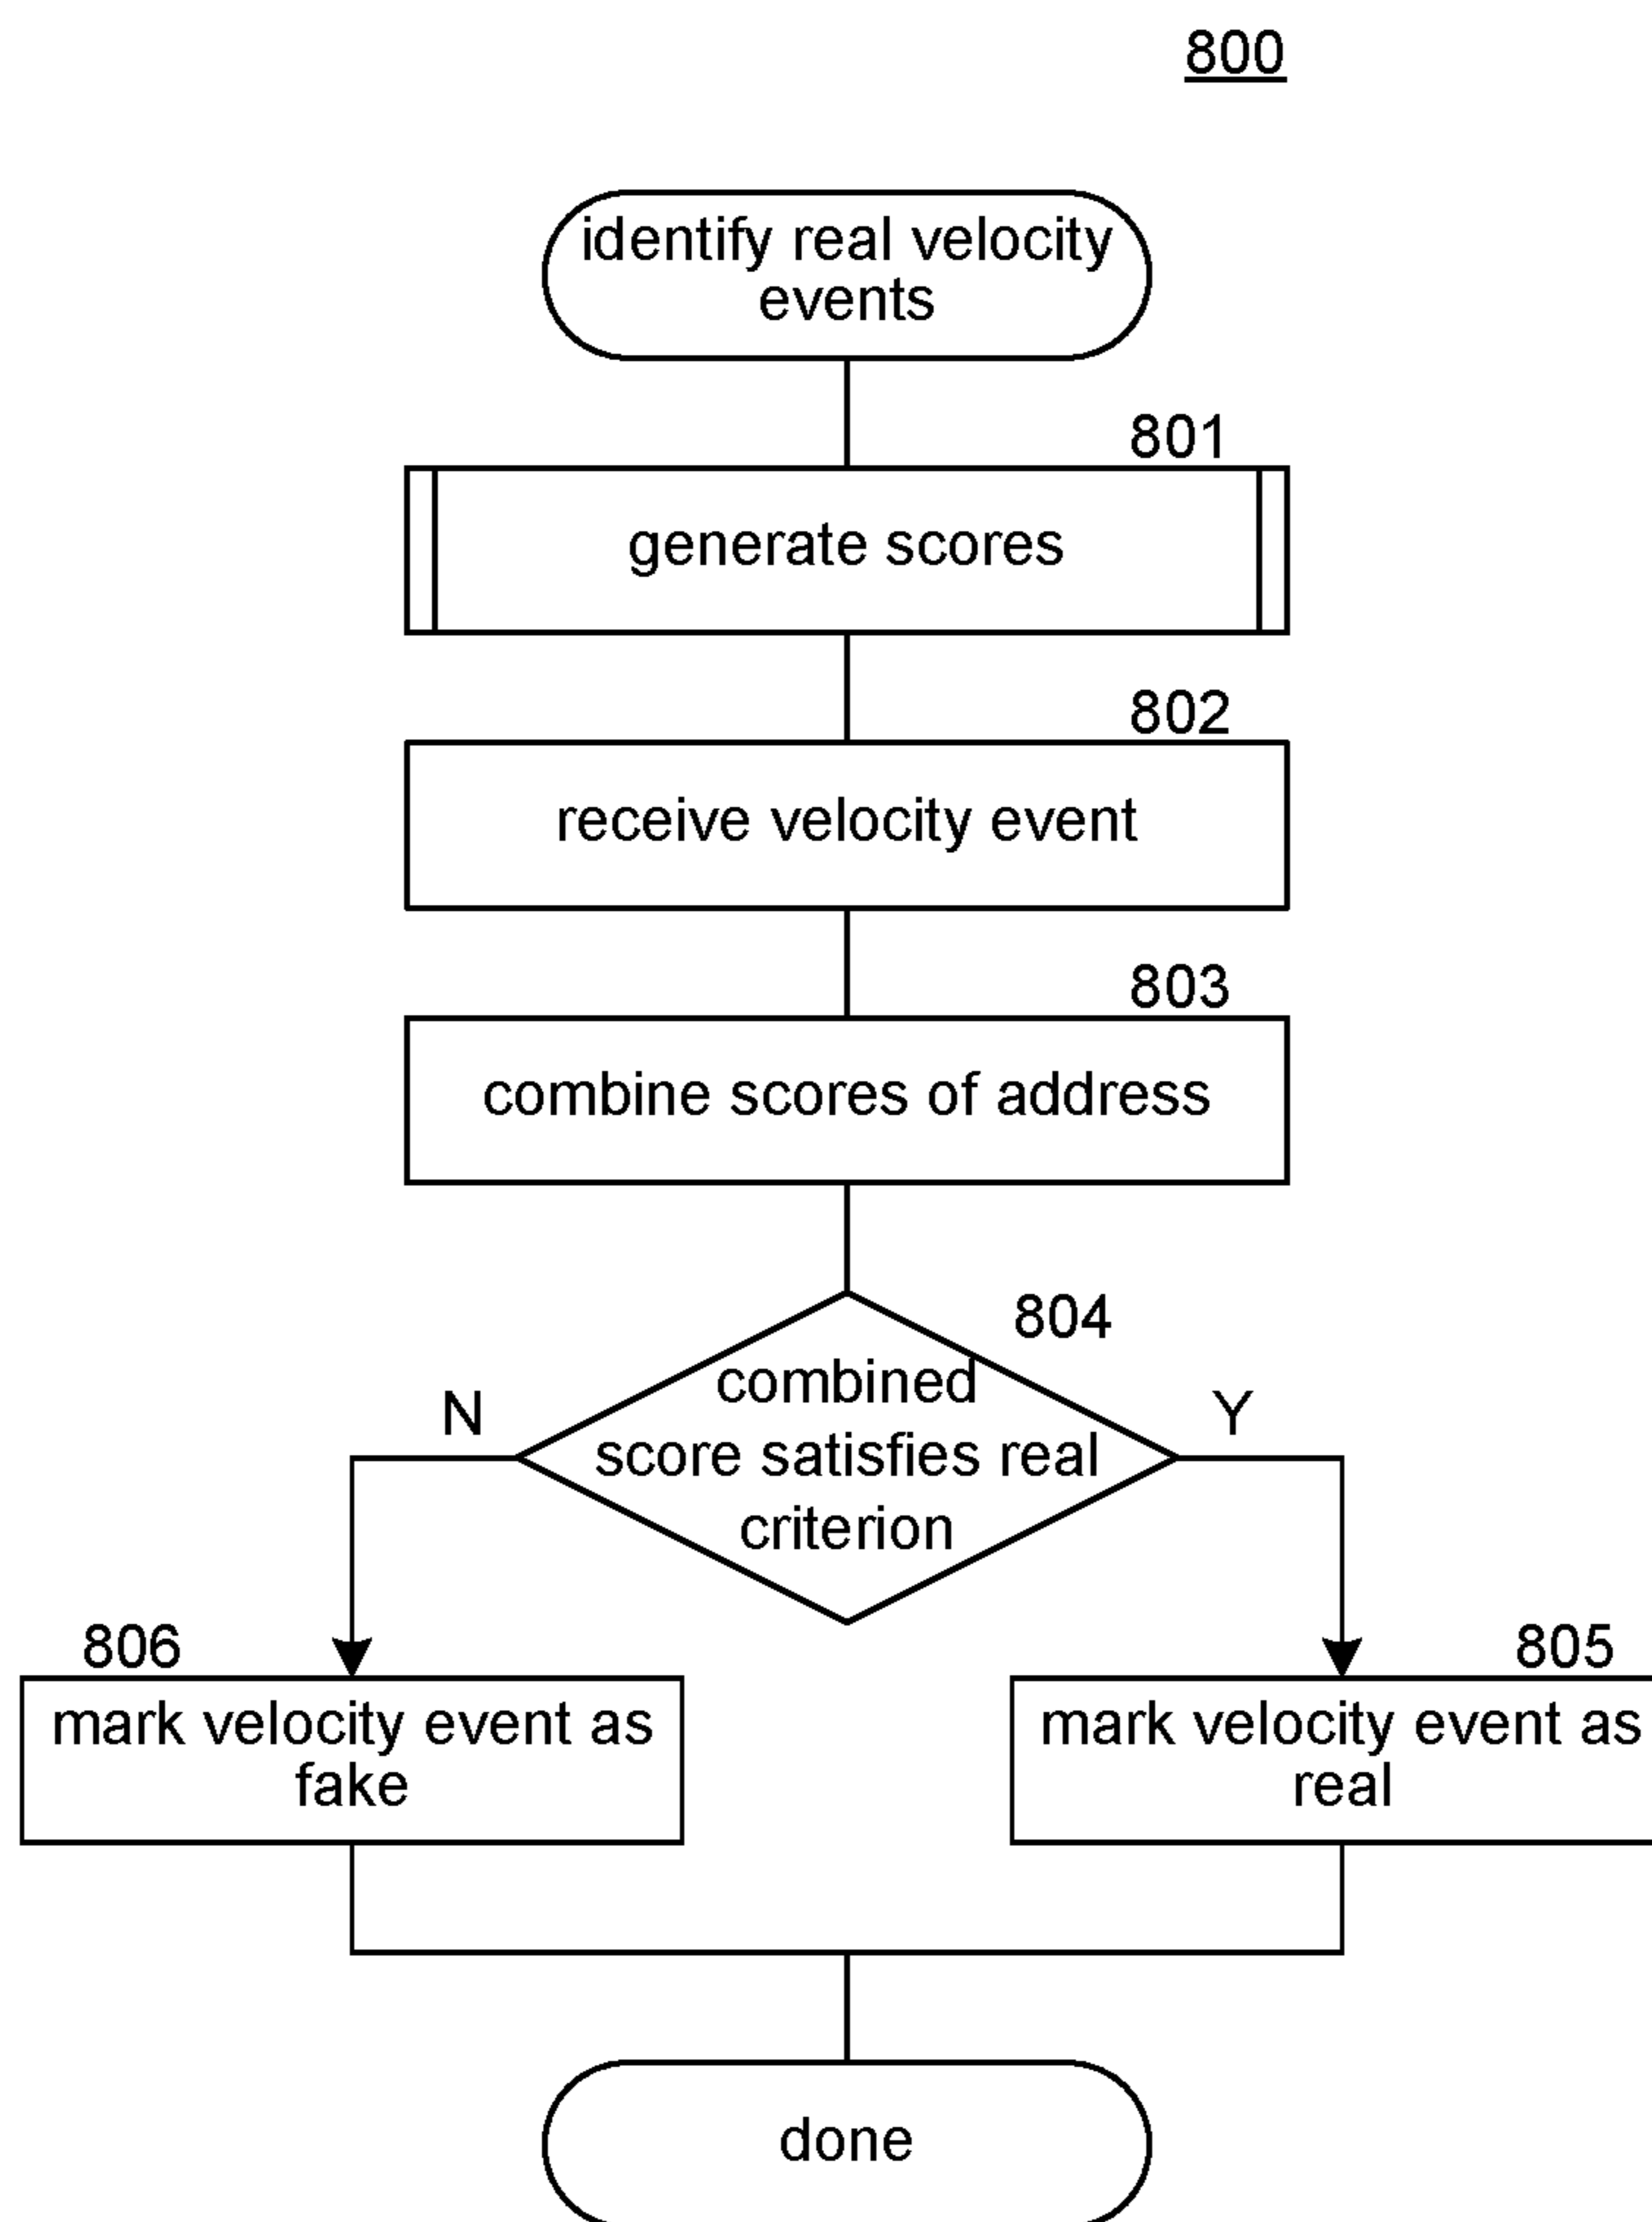 800
identify real velocity
events
801
generate scores
802
receive velocity event
803
combine scores of address
804
combined
score satisfies real
criterion
N
Y
806
mark velocity event as
fake
805
mark velocity event as
real
done